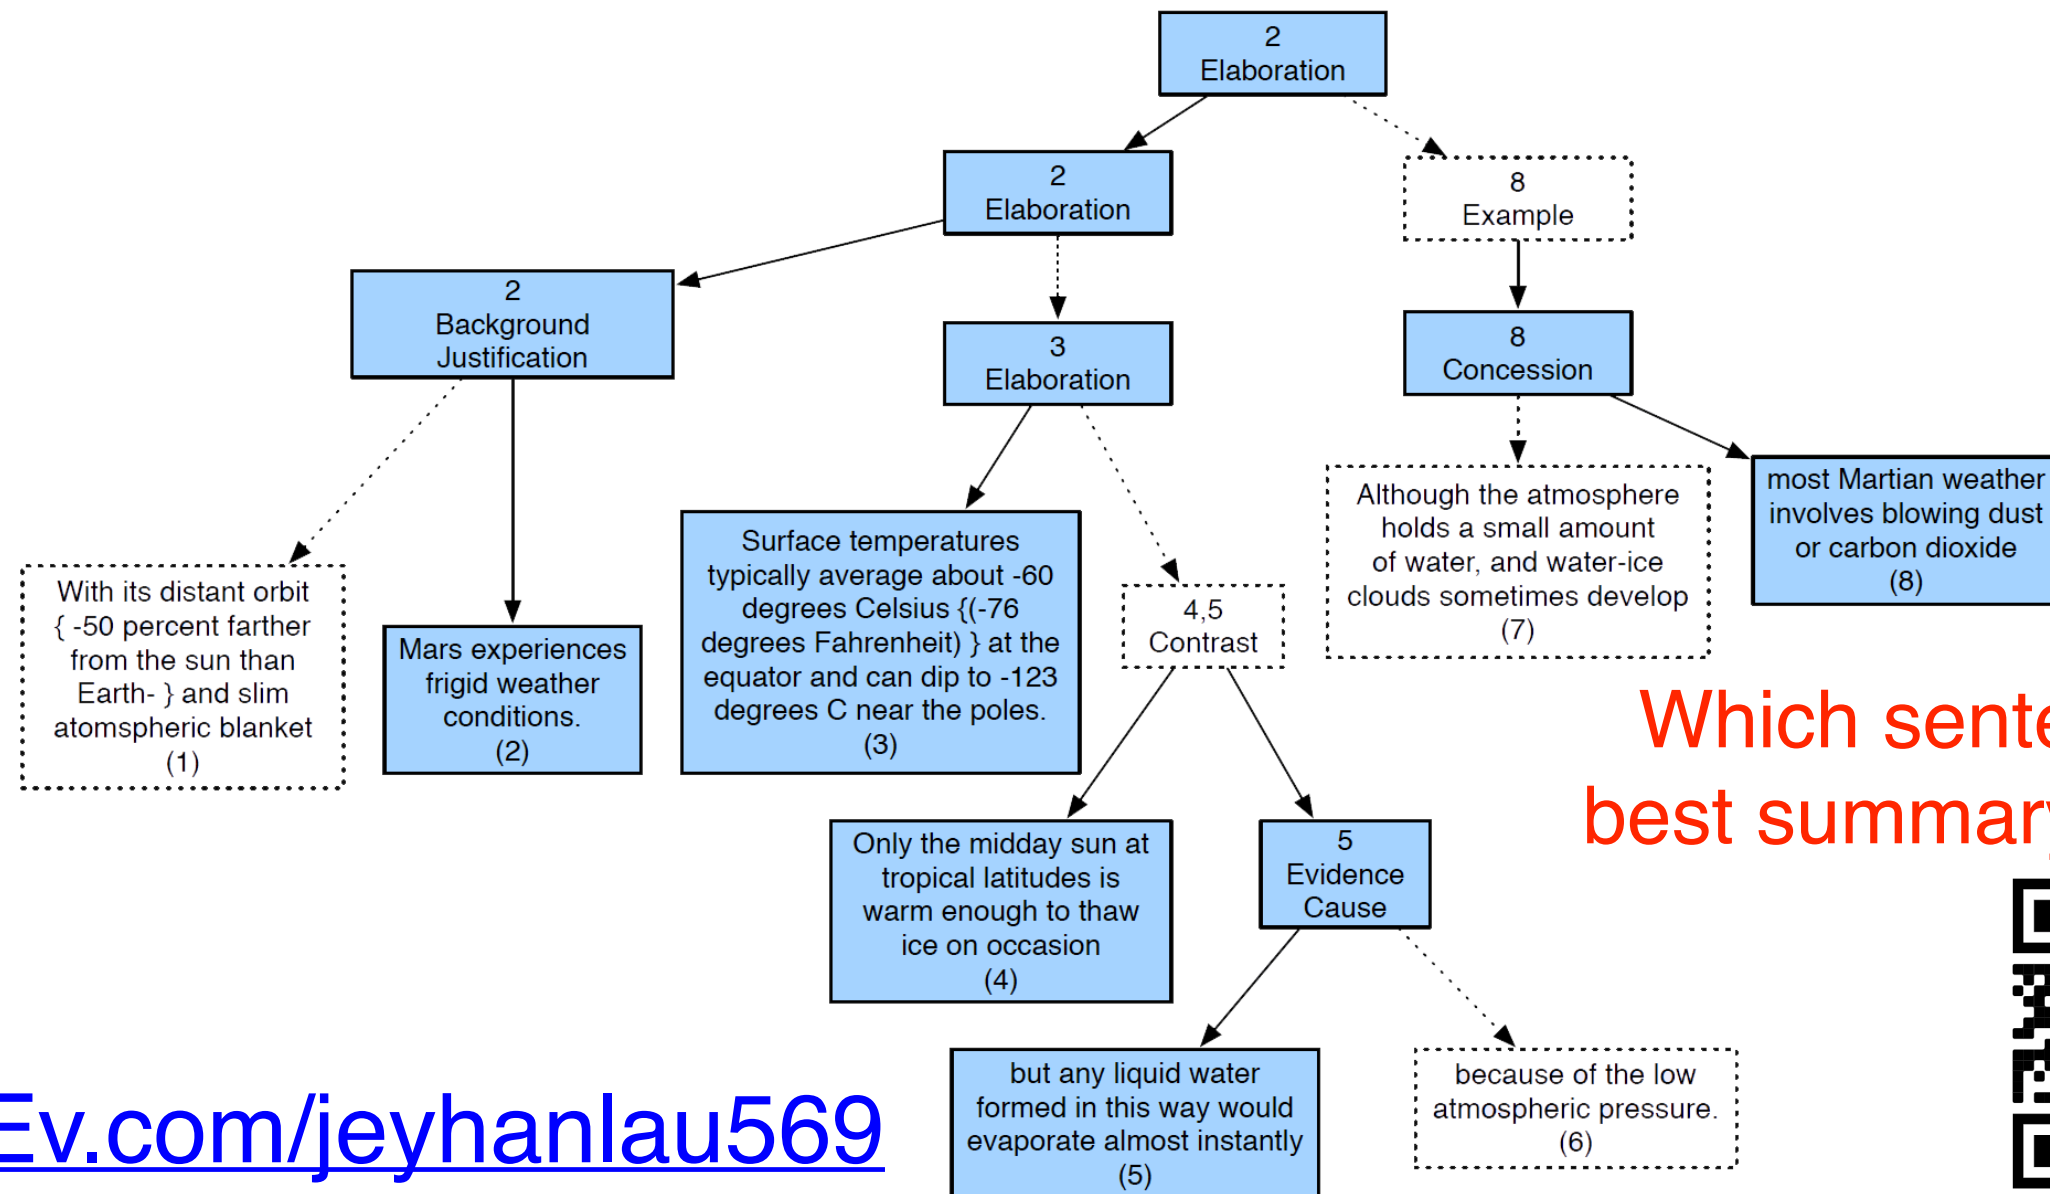 2
Elaboration
2
Elaboration
8
Example
2
Background
Justification
3
Elaboration
8
Concession
With its distant orbit
{ -50 percent farther
from the sun than
Earth- } and slim
atomspheric blanket
(1)
Mars experiences
frigid weather
conditions.
(2)
Surface temperatures
typically average about -60
degrees Celsius {(-76
degrees Fahrenheit) } at the
equator and can dip to -123
degrees C near the poles.
(3)
4,5
Contrast
Although the atmosphere
holds a small amount
of water, and water-ice
clouds sometimes develop
(7)
most Martian weather
involves blowing dust
or carbon dioxide
(8)
Only the midday sun at
tropical latitudes is
warm enough to thaw
ice on occasion
(4)
5
Evidence
Cause
but any liquid water
formed in this way would
evaporate almost instantly
(5)
because of the low
atmospheric pressure.
(6)
Which sente
best summary
Ev.com/jeyhanlau569